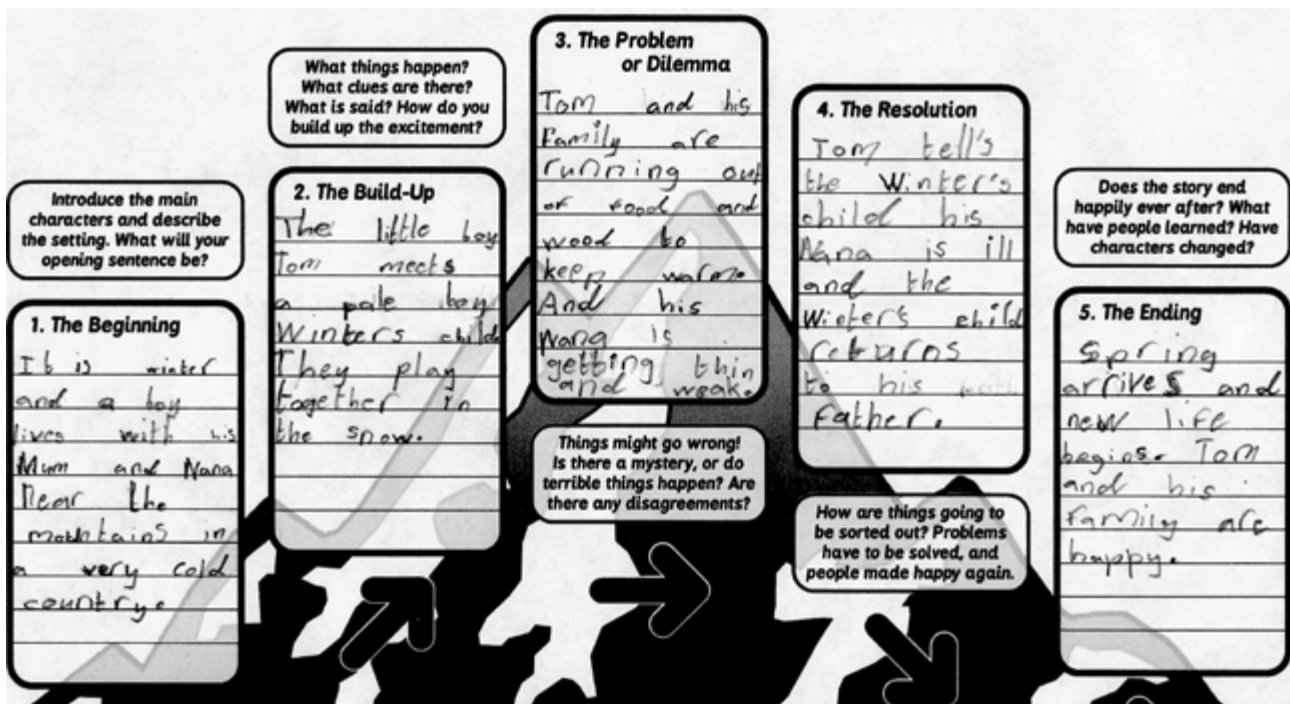 Introduce the main
characters and describe
the setting. What will your
opening sentence be?
1. The Beginning
It is winter
and a boy
lives with his
Mum and Nana
Near the
mountains in
a very cold
country.
What things happen?
What clues are there?
What is said? How do you
build up the excitement?
2. The Build-Up
The little boy
Tom meets
a pale boy
Winters child
They play
together in
the snow.
3. The Problem
or Dilemma
Tom and his
Family are
running out
of food and
wood to
keep warm.
And his
nana is
getting thin
and weak.
Things might go wrong!
Is there a mystery, or do
terrible things happen? Are
there any disagreements?
4. The Resolution
Tom tell's
the Winter's
child his
Nana is ill
and the
Winter's child
returns
to his
Father.
How are things going to
be sorted out? Problems
have to be solved, and
people made happy again.
Does the story end
happily ever after? What
have people learned? Have
characters changed?
5. The Ending
Spring
arrives and
new life
begins. Tom
and his
Family are
happy.